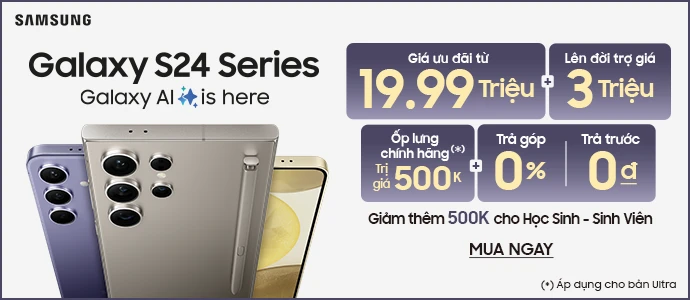 SAMSUNG
Galaxy S24 Series
Galaxy AI is here
Giá ưu đãi từ
19.99 Triệu
+
Lên đời trợ giá
3 Triệu
Ốp lưng
chính hãng (*)
Trị giá 500K
+
Trả góp
0%
Trả trước
0đ
Giảm thêm 500K cho Học Sinh - Sinh Viên
MUA NGAY
(*) Áp dụng cho bản Ultra